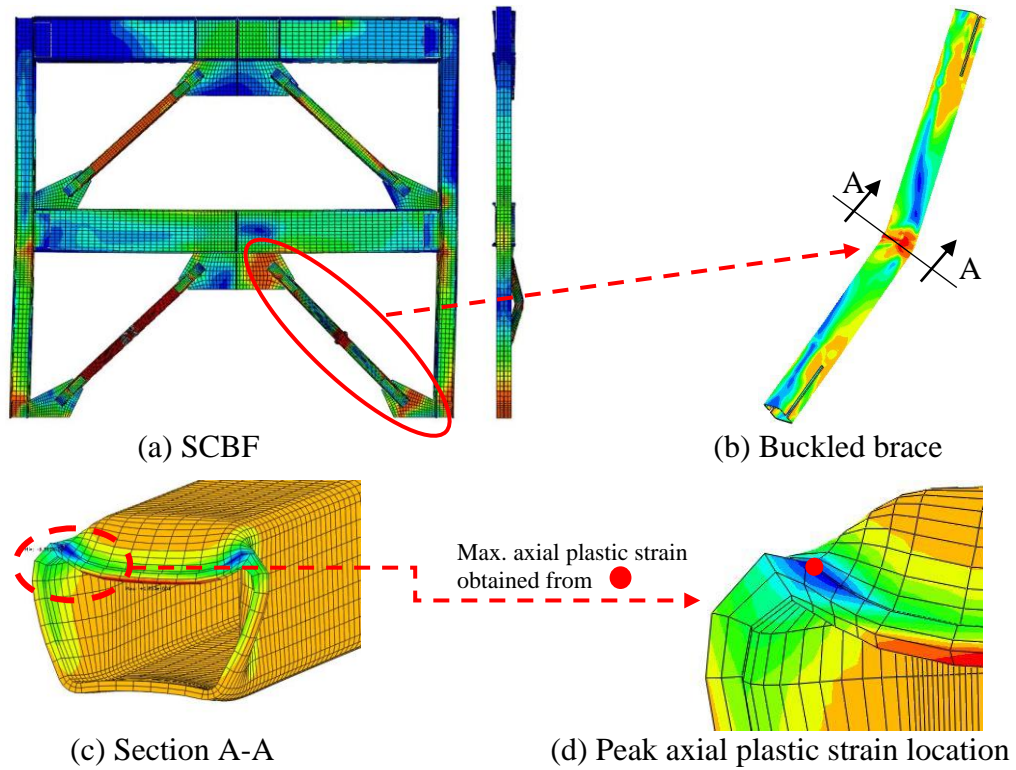 A
A
(a) SCBF
(b) Buckled brace
Max. axial plastic strain
obtained from
(c) Section A-A
(d) Peak axial plastic strain location